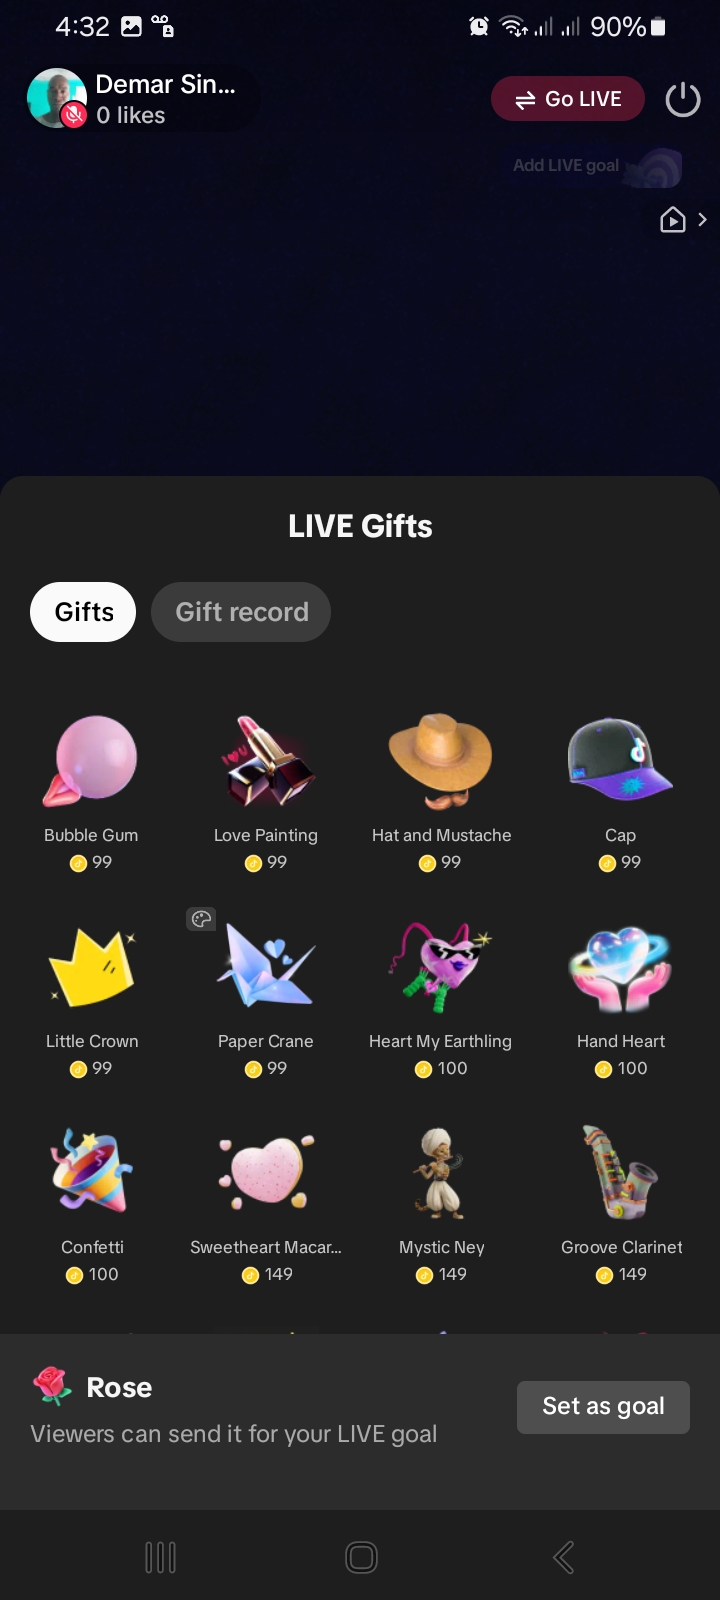 4:32
90%
Demar Sin...
0 likes
Go LIVE
Add LIVE goal
LIVE Gifts
Gifts
Gift record
Bubble Gum
Love Painting
Hat and Mustache
Cap
99
99
99
99
Little Crown
Paper Crane
Heart My Earthling
Hand Heart
99
99
100
100
Confetti
Sweetheart Macar...
Mystic Ney
Groove Clarinet
100
149
149
149
Rose
Set as goal
Viewers can send it for your LIVE goal